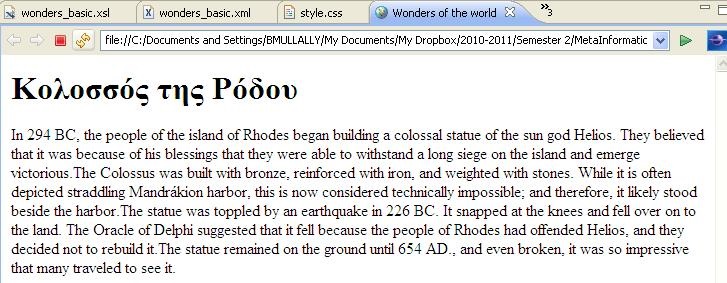 wonders_basic.xsl wonders_basic.xml style.css Wonders of the world »3
file://C:/Documents and Settings/BMULLALLY/My Documents/My Dropbox/2010-2011/Semester 2/MetaInformatic
Κολοσσός της Ρόδου
In 294 BC, the people of the island of Rhodes began building a colossal statue of the sun god Helios. They believed
that it was because of his blessings that they were able to withstand a long siege on the island and emerge
victorious.The Colossus was built with bronze, reinforced with iron, and weighted with stones. While it is often
depicted straddling Mandrákion harbor, this is now considered technically impossible; and therefore, it likely stood
beside the harbor.The statue was toppled by an earthquake in 226 BC. It snapped at the knees and fell over on to
the land. The Oracle of Delphi suggested that it fell because the people of Rhodes had offended Helios, and they
decided not to rebuild it.The statue remained on the ground until 654 AD., and even broken, it was so impressive
that many traveled to see it.